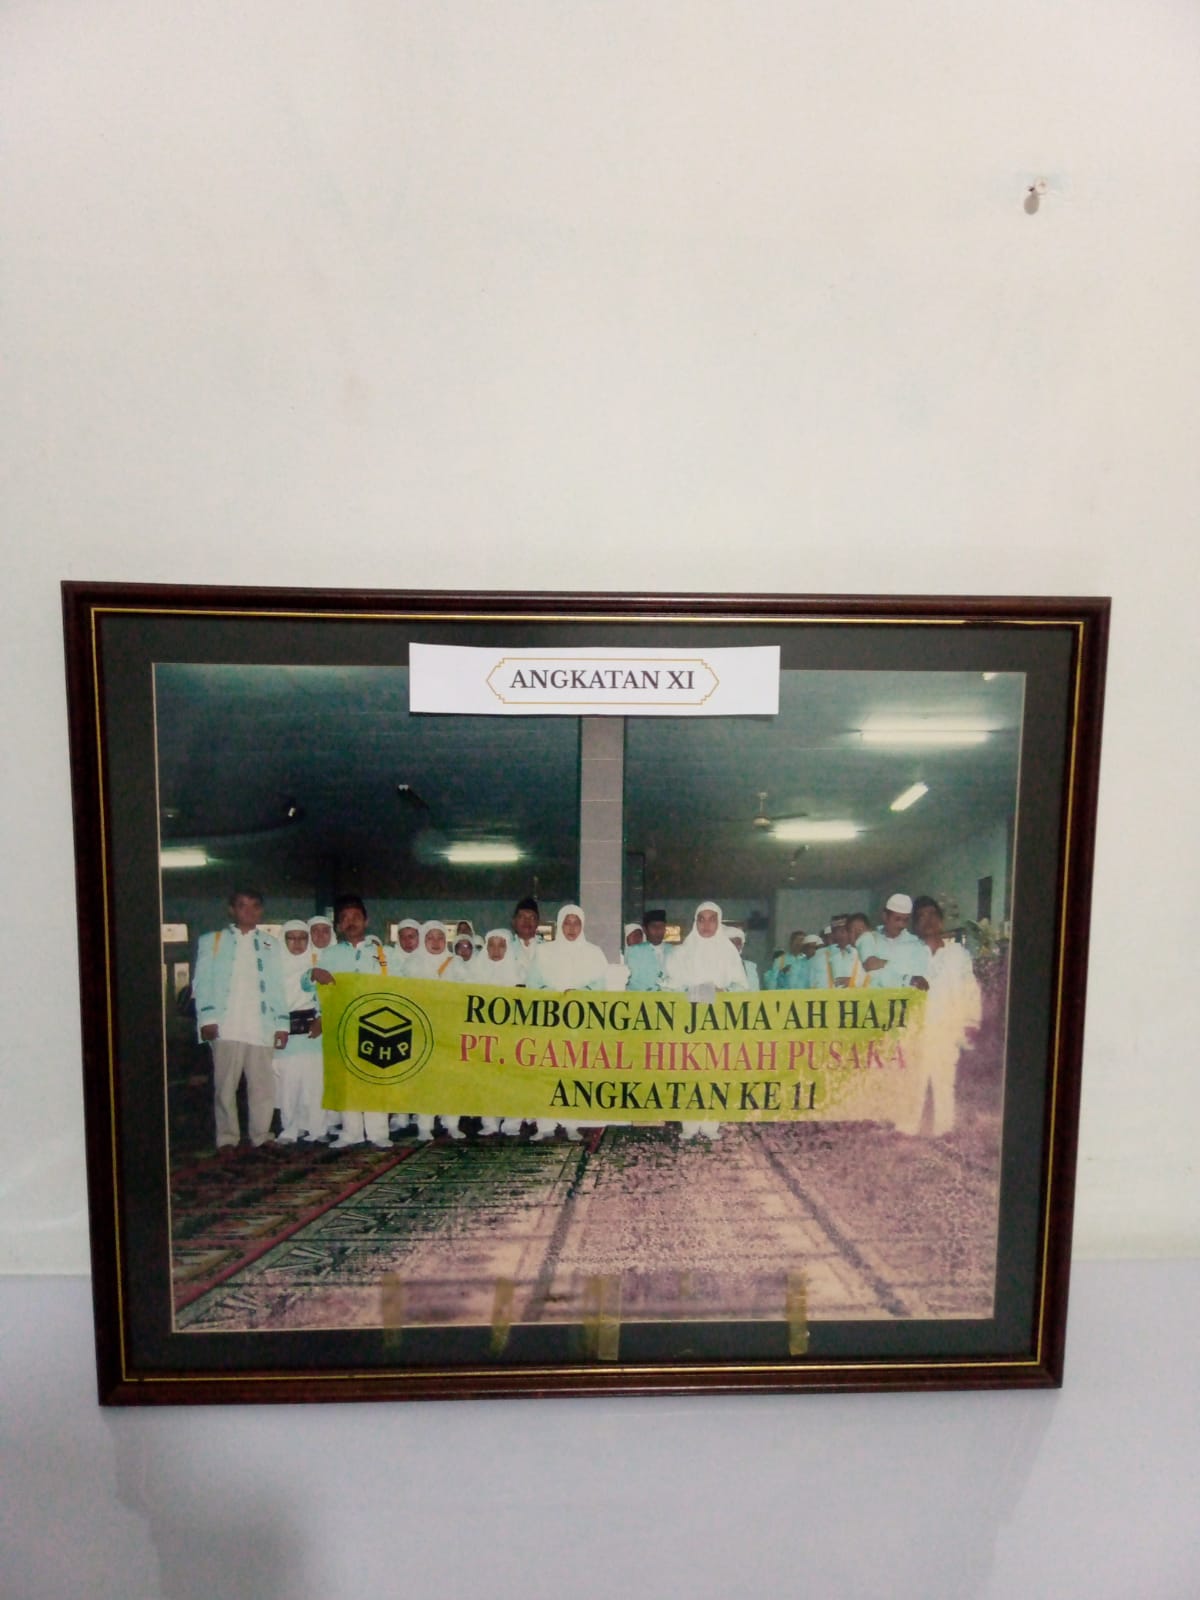 ANGKATAN XI
ROMBONGAN JAMA'AH HAJI
PT. GAMAL HIKMAH PUSAKA
ANGKATAN KE 11
GHP